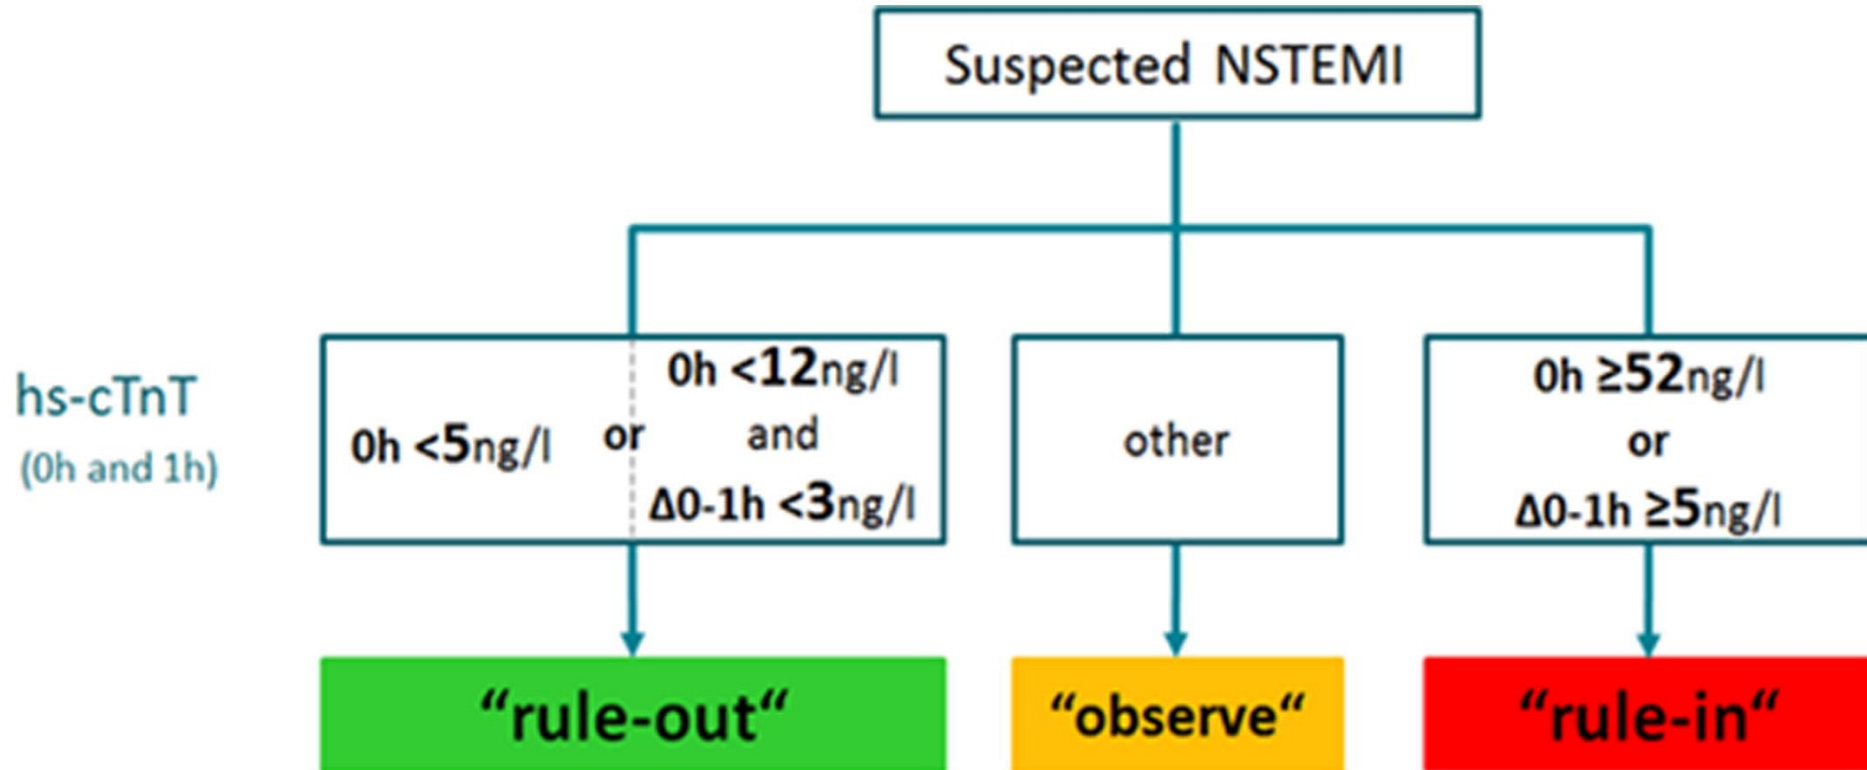 Suspected NSTEMI
hs-cTnT
(0h and 1h)
0h <5ng/l
or
0h <12ng/l
and
Δ0-1h <3ng/l
other
0h ≥52ng/l
or
Δ0-1h ≥5ng/l
“rule-out“
“observe“
“rule-in“